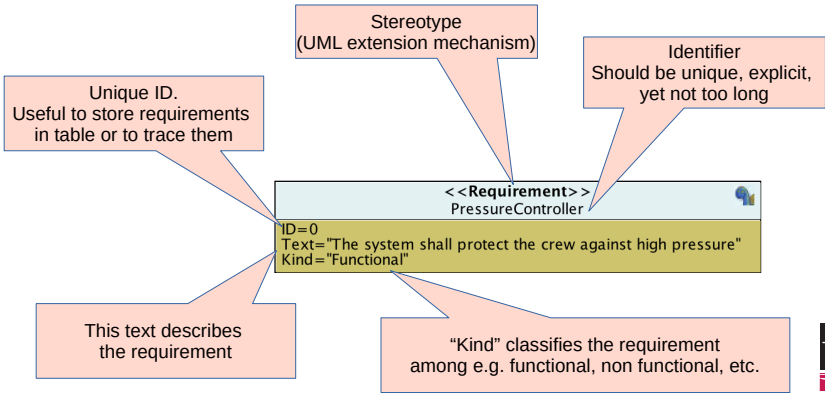 Stereotype
(UML extension mechanism)
Identifier
Should be unique, explicit,
yet not too long
Unique ID.
Useful to store requirements
in table or to trace them
<<Requirement>>
PressureController
ID=0
Text="The system shall protect the crew against high pressure"
Kind="Functional"
This text describes
the requirement
“Kind” classifies the requirement
among e.g. functional, non functional, etc.